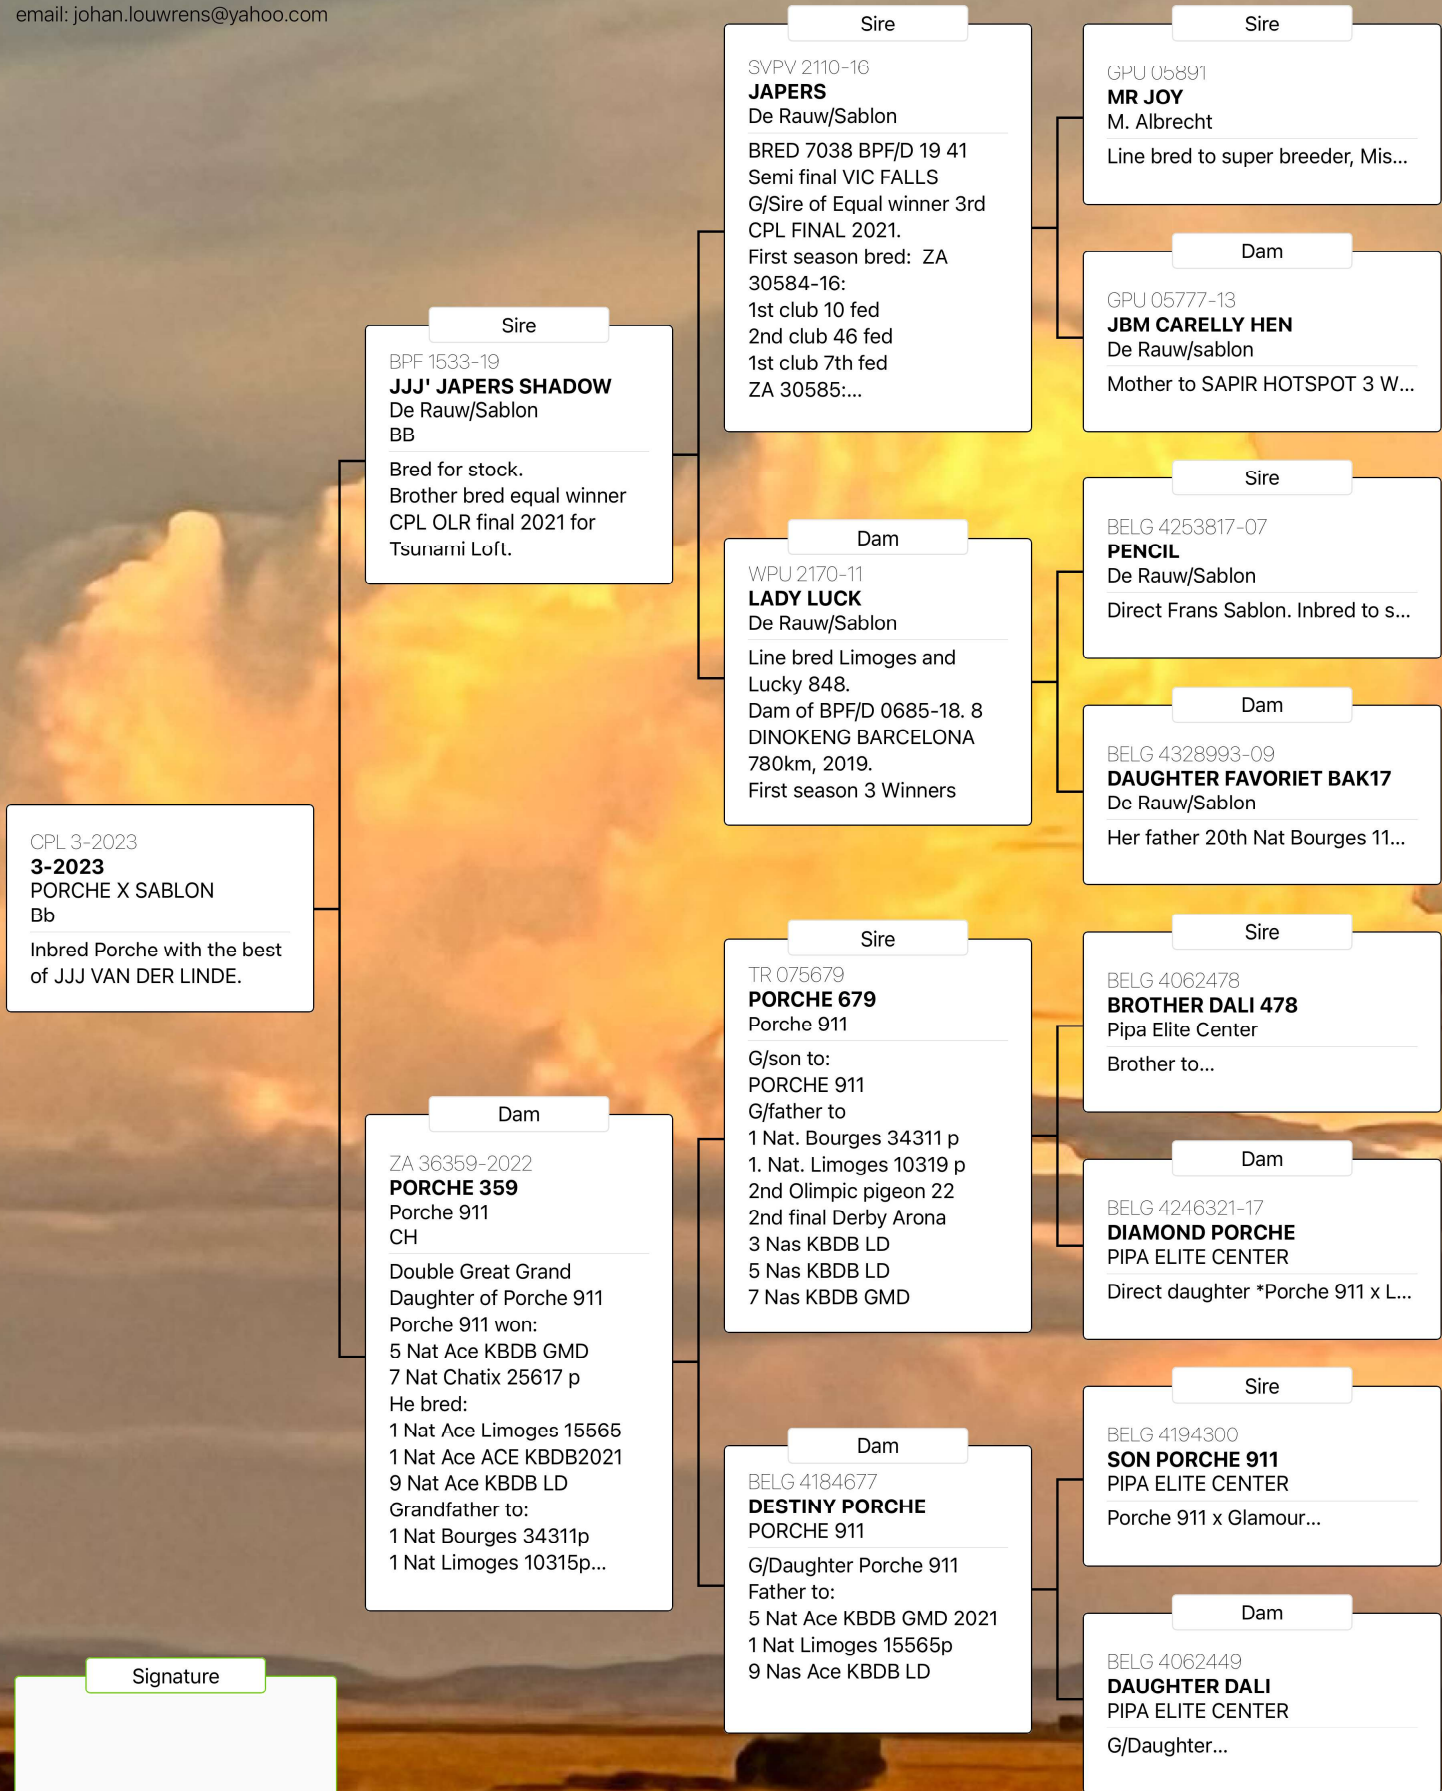 email: johan.louwrens@yahoo.com
CPL 3-2023
3-2023
PORCHE X SABLON
Bb
Inbred Porche with the best
of JJJ VAN DER LINDE.
Sire
BPF 1533-19
JJJ' JAPERS SHADOW
De Rauw/Sablon
BB
Bred for stock.
Brother bred equal winner
CPL OLR final 2021 for
Tsunami Loft.
Dam
ZA 36359-2022
PORCHE 359
Porche 911
CH
Double Great Grand
Daughter of Porche 911
Porche 911 won:
5 Nat Ace KBDB GMD
7 Nat Chatix 25617 p
He bred:
1 Nat Ace Limoges 15565
1 Nat Ace ACE KBDB2021
9 Nat Ace KBDB LD
Grandfather to:
1 Nat Bourges 34311p
1 Nat Limoges 10315p...
Sire
SVPV 2110-16
JAPERS
De Rauw/Sablon
BRED 7038 BPF/D 19 41
Semi final VIC FALLS
G/Sire of Equal winner 3rd
CPL FINAL 2021.
First season bred:  ZA
30584-16:
1st club 10 fed
2nd club 46 fed
1st club 7th fed
ZA 30585:...
Dam
WPU 2170-11
LADY LUCK
De Rauw/Sablon
Line bred Limoges and
Lucky 848.
Dam of BPF/D 0685-18. 8
DINOKENG BARCELONA
780km, 2019.
First season 3 Winners
Sire
TR 075679
PORCHE 679
Porche 911
G/son to:
PORCHE 911
G/father to
1 Nat. Bourges 34311 p
1. Nat. Limoges 10319 p
2nd Olimpic pigeon 22
2nd final Derby Arona
3 Nas KBDB LD
5 Nas KBDB LD
7 Nas KBDB GMD
Dam
BELG 4184677
DESTINY PORCHE
PORCHE 911
G/Daughter Porche 911
Father to:
5 Nat Ace KBDB GMD 2021
1 Nat Limoges 15565p
9 Nas Ace KBDB LD
Sire
GPU 05891
MR JOY
M. Albrecht
Line bred to super breeder, Mis...
Dam
GPU 05777-13
JBM CARELLY HEN
De Rauw/sablon
Mother to SAPIR HOTSPOT 3 W...
Sire
BELG 4253817-07
PENCIL
De Rauw/Sablon
Direct Frans Sablon. Inbred to s...
Dam
BELG 4328993-09
DAUGHTER FAVORIET BAK17
De Rauw/Sablon
Her father 20th Nat Bourges 11...
Sire
BELG 4062478
BROTHER DALI 478
Pipa Elite Center
Brother to...
Dam
BELG 4246321-17
DIAMOND PORCHE
PIPA ELITE CENTER
Direct daughter *Porche 911 x L...
Sire
BELG 4194300
SON PORCHE 911
PIPA ELITE CENTER
Porche 911 x Glamour...
Dam
BELG 4062449
DAUGHTER DALI
PIPA ELITE CENTER
G/Daughter...
Signature